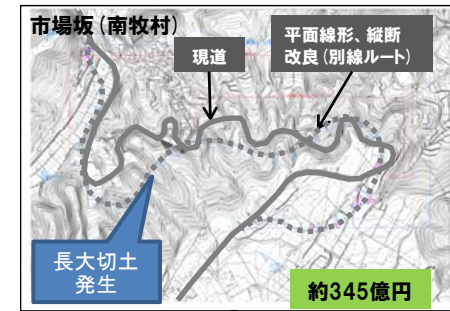 市場坂（南牧村）
現道
平面線形、縦断
改良（別線ルート）
長大切土
発生
約345億円